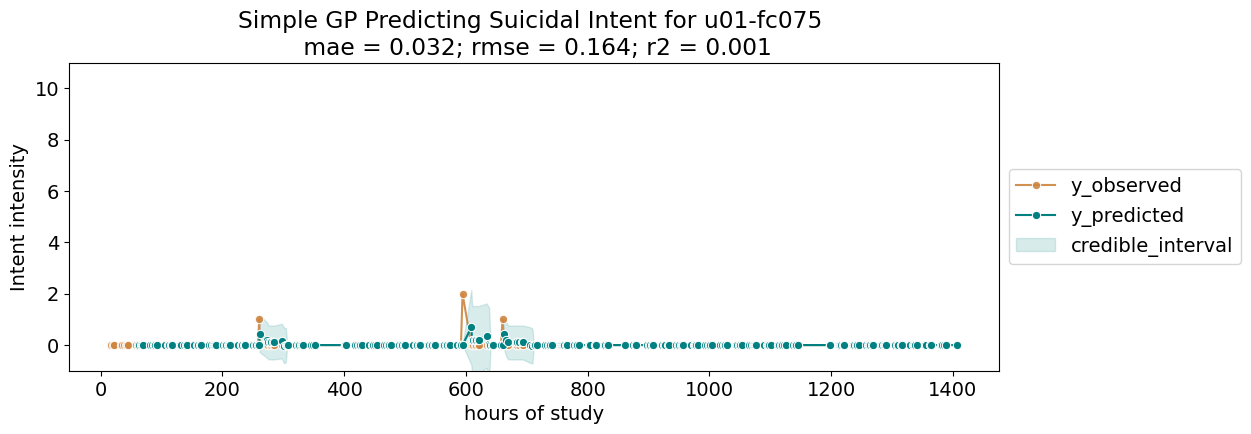 Simple GP Predicting Suicidal Intent for u01-fc075
mae = 0.032; rmse = 0.164; r2 = 0.001
Intent intensity
10
8
6
4
2
0
0 200 400 600 800 1000 1200 1400
hours of study
y_observed
y_predicted
credible_interval